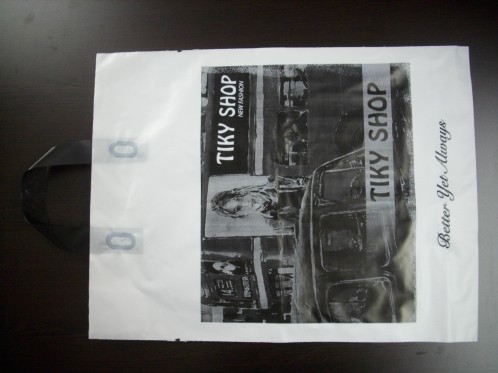 TIKY SHOP
NEW FASHION
TIKY SHOP
Better Yet Always